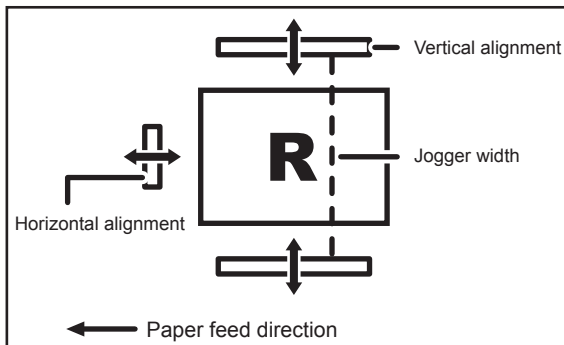 Vertical alignment
R
Jogger width
Horizontal alignment
Paper feed direction